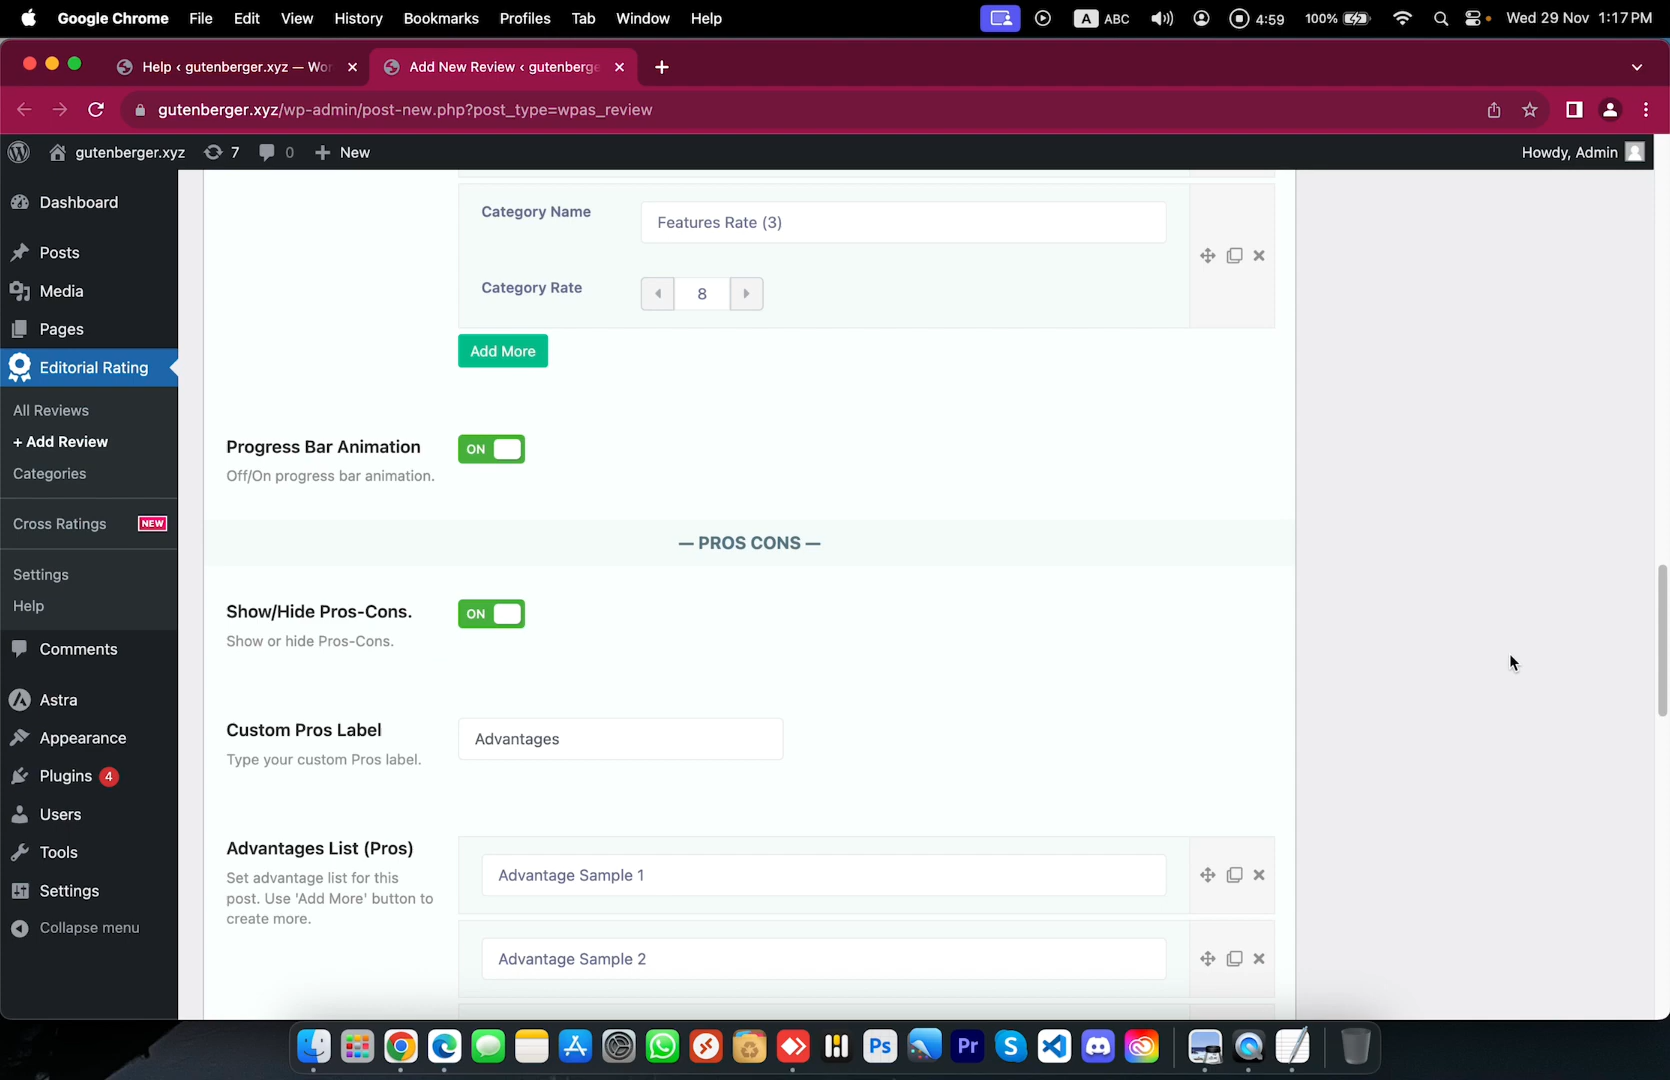 Google Chrome File Edit View History Bookmarks Profiles Tab Window Help A ABC 4:59 100% Wed 29 Nov 1:17 PM
Help ‹ gutenberger.xyz — Wor
Add New Review ‹ gutenberge
gutenberger.xyz/wp-admin/post-new.php?post_type=wpas_review
gutenberger.xyz 7 0 + New Howdy, Admin
Dashboard
Posts
Media
Pages
Editorial Rating
All Reviews
+ Add Review
Categories
Cross Ratings NEW
Settings
Help
Comments
Astra
Appearance
Plugins 4
Users
Tools
Settings
Collapse menu
Category Name
Features Rate (3)
Category Rate
8
Add More
Progress Bar Animation
ON
Off/On progress bar animation.
— PROS CONS —
Show/Hide Pros-Cons.
ON
Show or hide Pros-Cons.
Custom Pros Label
Advantages
Type your custom Pros label.
Advantages List (Pros)
Set advantage list for this
post. Use 'Add More' button to
create more.
Advantage Sample 1
Advantage Sample 2
Ps
Pr